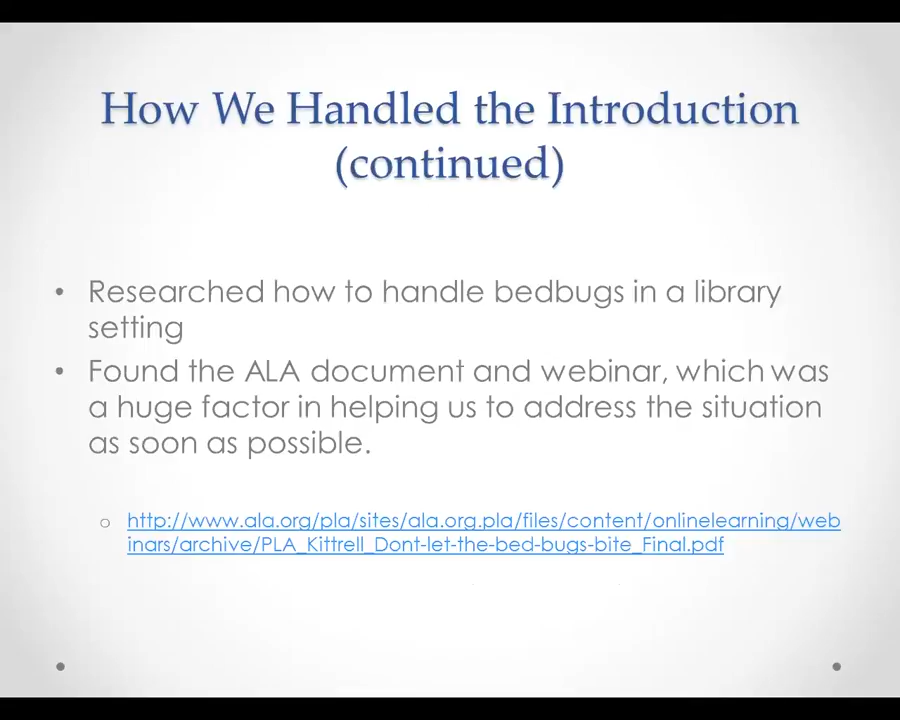 How We Handled the Introduction
(continued)
• Researched how to handle bedbugs in a library
setting
• Found the ALA document and webinar, which was
a huge factor in helping us to address the situation
as soon as possible.
○ http://www.ala.org/pla/sites/ala.org.pla/files/content/onlinelearning/web
inars/archive/PLA_Kittrell_Dont-let-the-bed-bugs-bite_Final.pdf